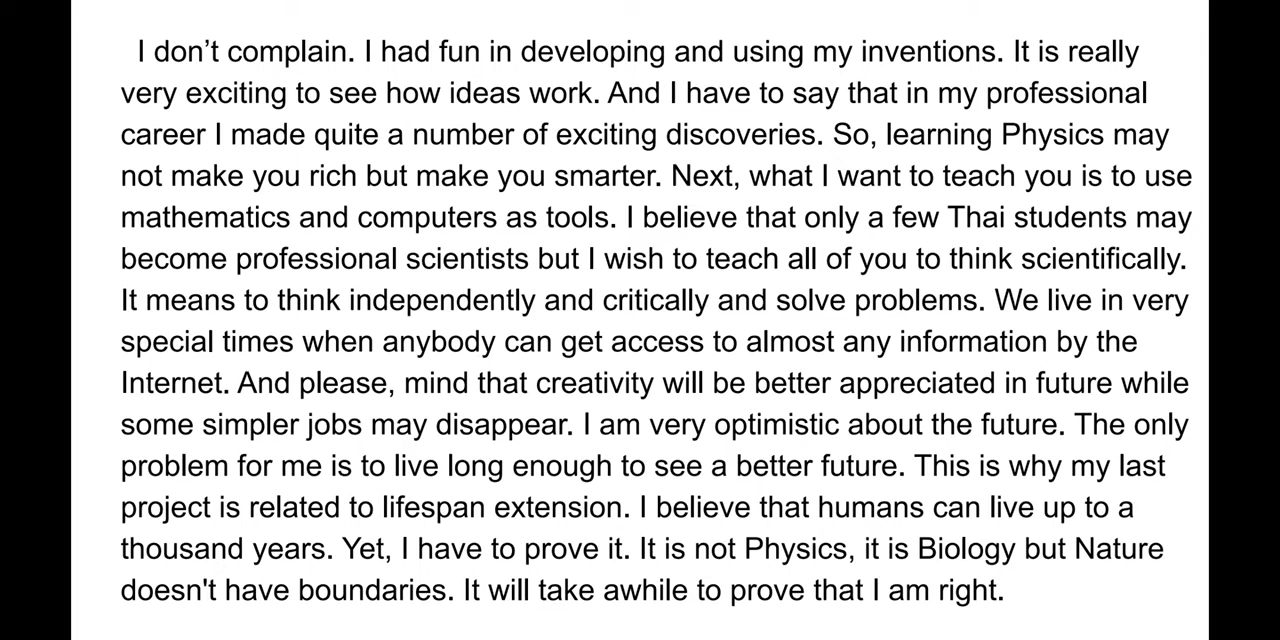 I don’t complain. I had fun in developing and using my inventions. It is really
very exciting to see how ideas work. And I have to say that in my professional
career I made quite a number of exciting discoveries. So, learning Physics may
not make you rich but make you smarter. Next, what I want to teach you is to use
mathematics and computers as tools. I believe that only a few Thai students may
become professional scientists but I wish to teach all of you to think scientifically.
It means to think independently and critically and solve problems. We live in very
special times when anybody can get access to almost any information by the
Internet. And please, mind that creativity will be better appreciated in future while
some simpler jobs may disappear. I am very optimistic about the future. The only
problem for me is to live long enough to see a better future. This is why my last
project is related to lifespan extension. I believe that humans can live up to a
thousand years. Yet, I have to prove it. It is not Physics, it is Biology but Nature
doesn't have boundaries. It will take awhile to prove that I am right.